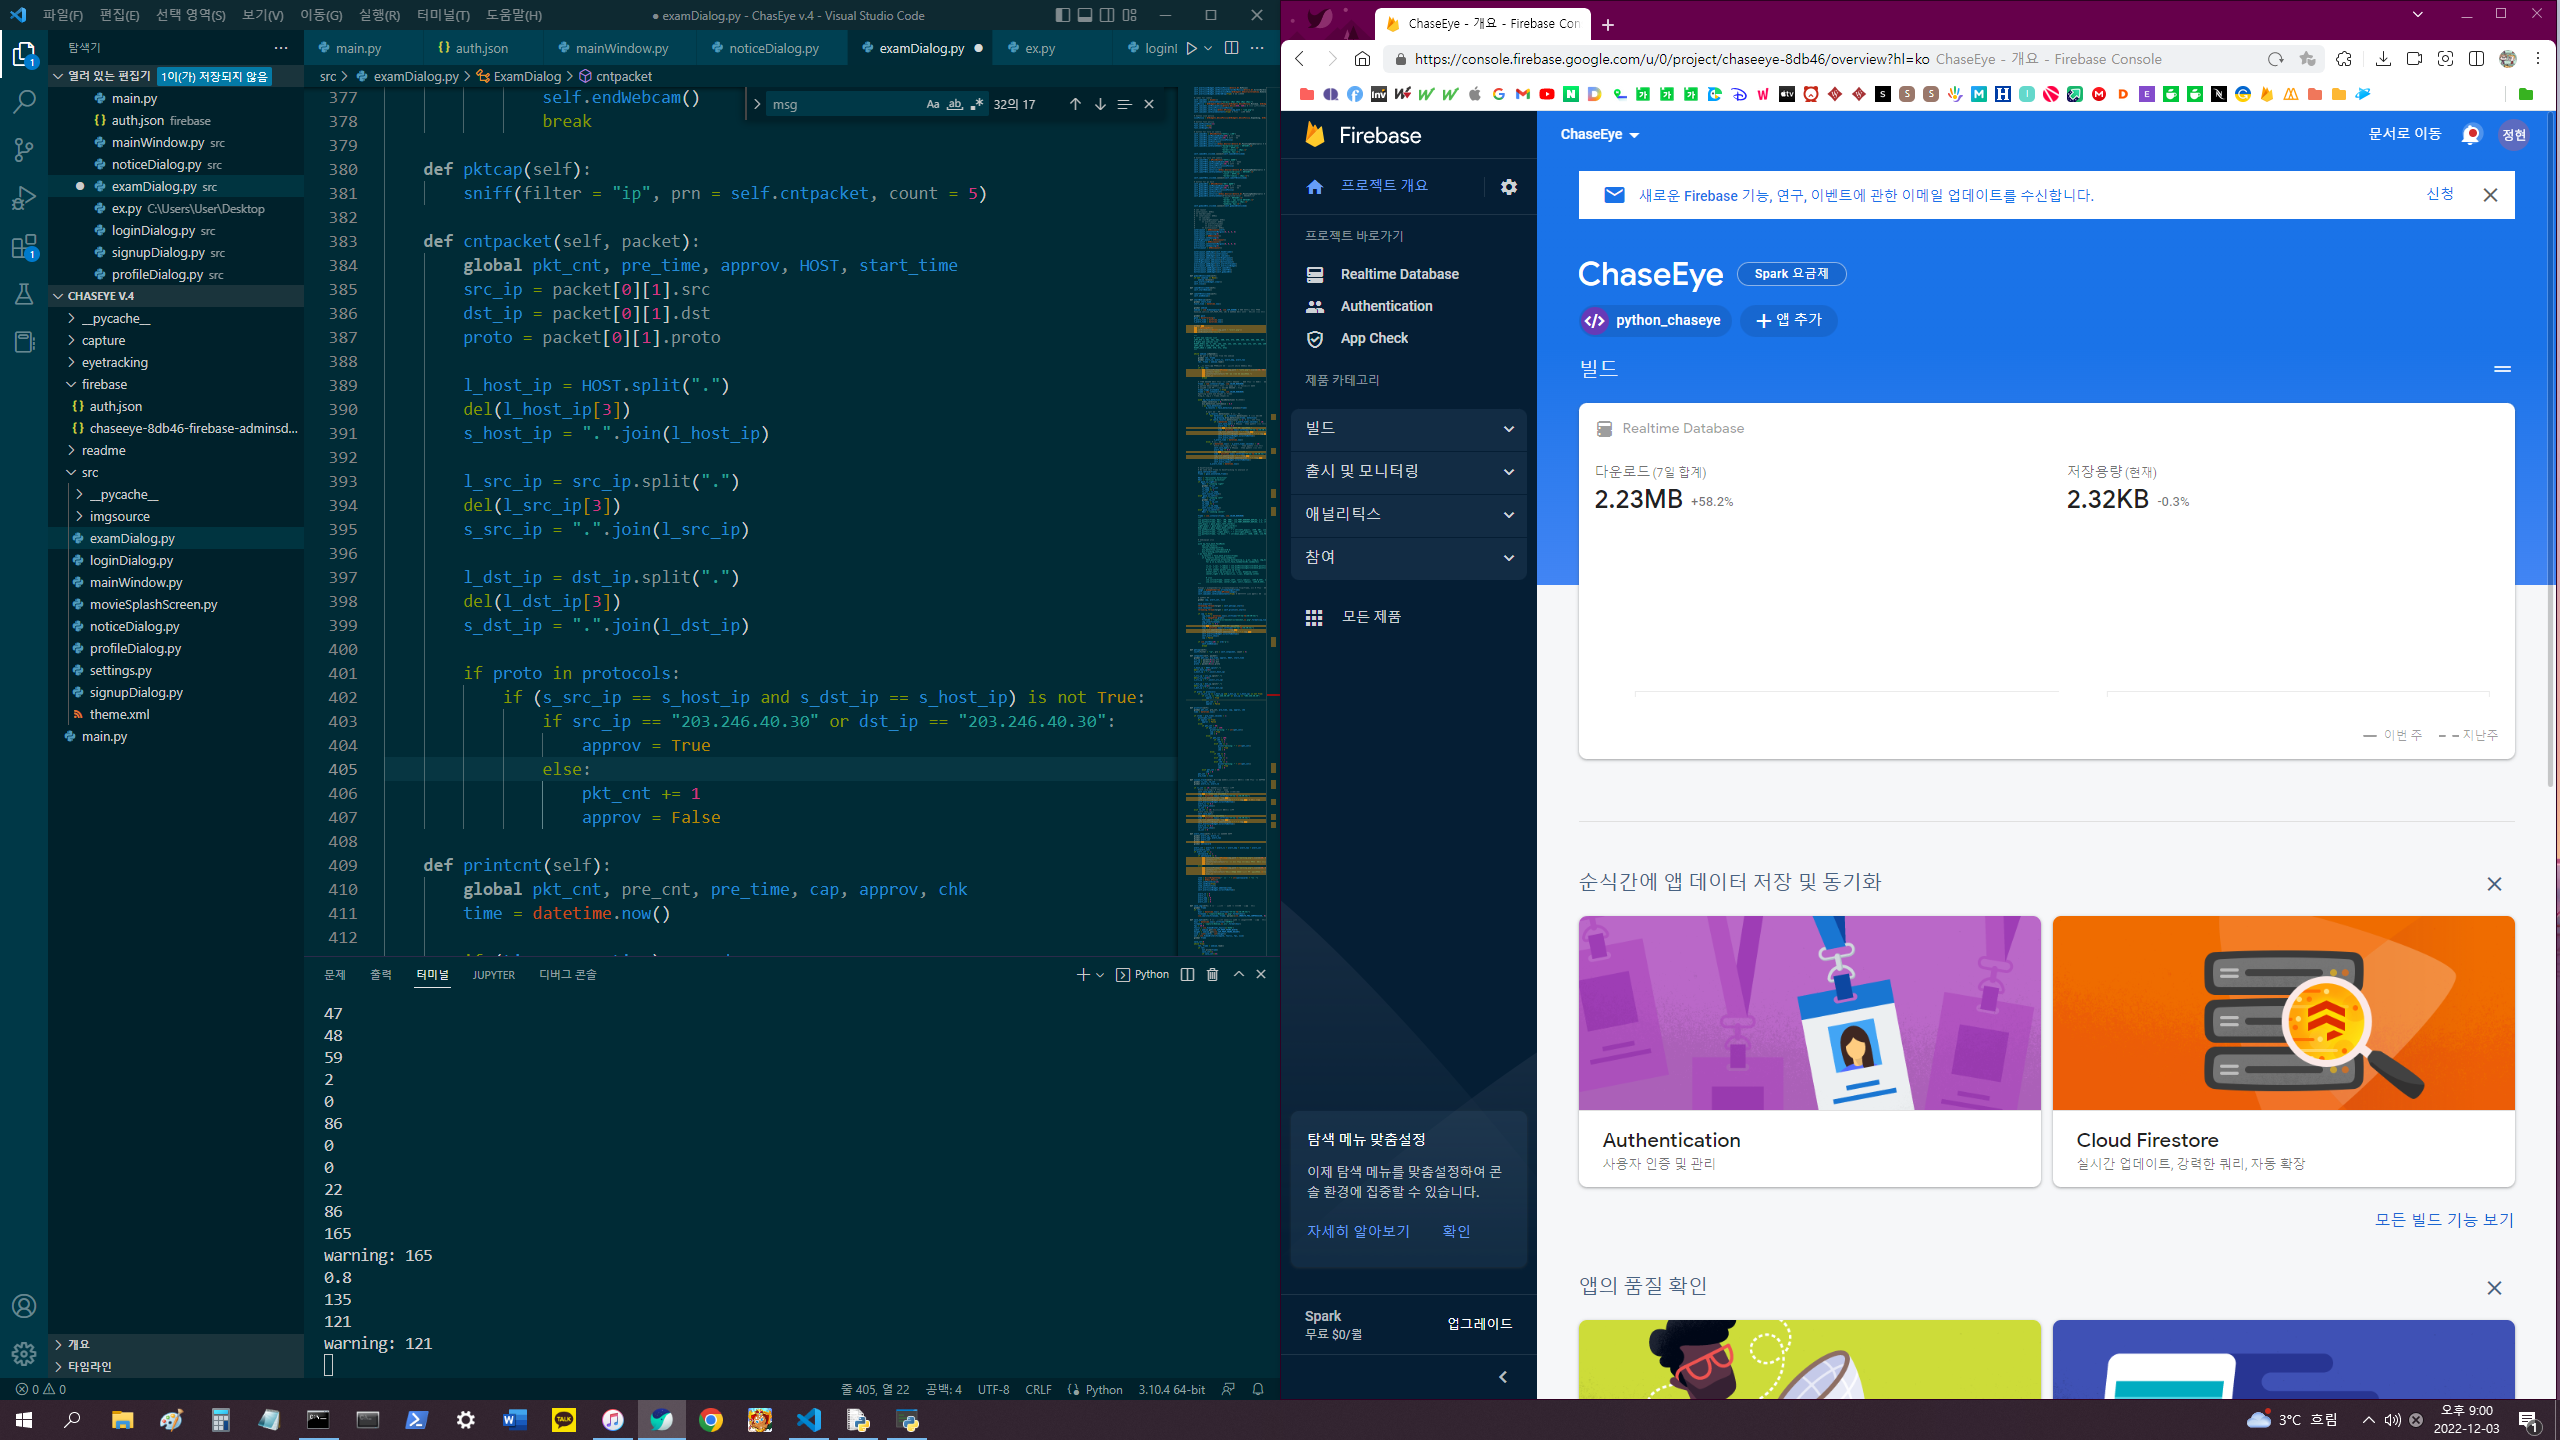 파일(F) 편집(E) 선택 영역(S) 보기(V) 이동(G) 실행(R) 터미널(T) 도움말(H)
● examDialog.py - ChasEye v.4 - Visual Studio Code
탐색기
열려 있는 편집기 1이(가) 저장되지 않음
main.py
auth.json firebase
mainWindow.py src
noticeDialog.py src
examDialog.py src
ex.py C:\Users\User\Desktop
loginDialog.py src
signupDialog.py src
profileDialog.py src
CHASEYE V.4
__pycache__
capture
eyetracking
firebase
auth.json
chaseeye-8db46-firebase-adminsd...
readme
src
__pycache__
imgsource
examDialog.py
loginDialog.py
mainWindow.py
movieSplashScreen.py
noticeDialog.py
profileDialog.py
settings.py
signupDialog.py
theme.xml
main.py
개요
타임라인
main.py {} auth.json mainWindow.py noticeDialog.py examDialog.py ● ex.py loginI
src > examDialog.py > ExamDialog > cntpacket
msg Aa ab 32의 17
377 self.endWebcam()
378 break
379
380 def pktcap(self):
381 sniff(filter = "ip", prn = self.cntpacket, count = 5)
382
383 def cntpacket(self, packet):
384 global pkt_cnt, pre_time, approv, HOST, start_time
385 src_ip = packet[0][1].src
386 dst_ip = packet[0][1].dst
387 proto = packet[0][1].proto
388
389 l_host_ip = HOST.split(".")
390 del(l_host_ip[3])
391 s_host_ip = ".".join(l_host_ip)
392
393 l_src_ip = src_ip.split(".")
394 del(l_src_ip[3])
395 s_src_ip = ".".join(l_src_ip)
396
397 l_dst_ip = dst_ip.split(".")
398 del(l_dst_ip[3])
399 s_dst_ip = ".".join(l_dst_ip)
400
401 if proto in protocols:
402 if (s_src_ip == s_host_ip and s_dst_ip == s_host_ip) is not True:
403 if src_ip == "203.246.40.30" or dst_ip == "203.246.40.30":
404 approv = True
405 else:
406 pkt_cnt += 1
407 approv = False
408
409 def printcnt(self):
410 global pkt_cnt, pre_cnt, pre_time, cap, approv, chk
411 time = datetime.now()
412
문제 출력 터미널 JUPYTER 디버그 콘솔
Python
47
48
59
2
0
86
0
0
22
86
165
warning: 165
0.8
135
121
warning: 121
0 0
줄 405, 열 22 공백: 4 UTF-8 CRLF {} Python 3.10.4 64-bit
ChaseEye - 개요 - Firebase Con
https://console.firebase.google.com/u/0/project/chaseeye-8db46/overview?hl=ko ChaseEye - 개요 - Firebase Console
Firebase
프로젝트 개요
프로젝트 바로가기
Realtime Database
Authentication
App Check
제품 카테고리
빌드
출시 및 모니터링
애널리틱스
참여
모든 제품
탐색 메뉴 맞춤설정
이제 탐색 메뉴를 맞춤설정하여 콘
솔 환경에 집중할 수 있습니다.
자세히 알아보기 확인
Spark
무료 $0/월
업그레이드
ChaseEye
문서로 이동
정현
새로운 Firebase 기능, 연구, 이벤트에 관한 이메일 업데이트를 수신합니다.
신청
ChaseEye Spark 요금제
python_chaseye
앱 추가
빌드
Realtime Database
다운로드 (7일 합계)
2.23MB +58.2%
저장용량 (현재)
2.32KB -0.3%
이번 주 지난주
순식간에 앱 데이터 저장 및 동기화
Authentication
사용자 인증 및 관리
Cloud Firestore
실시간 업데이트, 강력한 쿼리, 자동 확장
모든 빌드 기능 보기
앱의 품질 확인
3°C 흐림
오후 9:00
2022-12-03
1